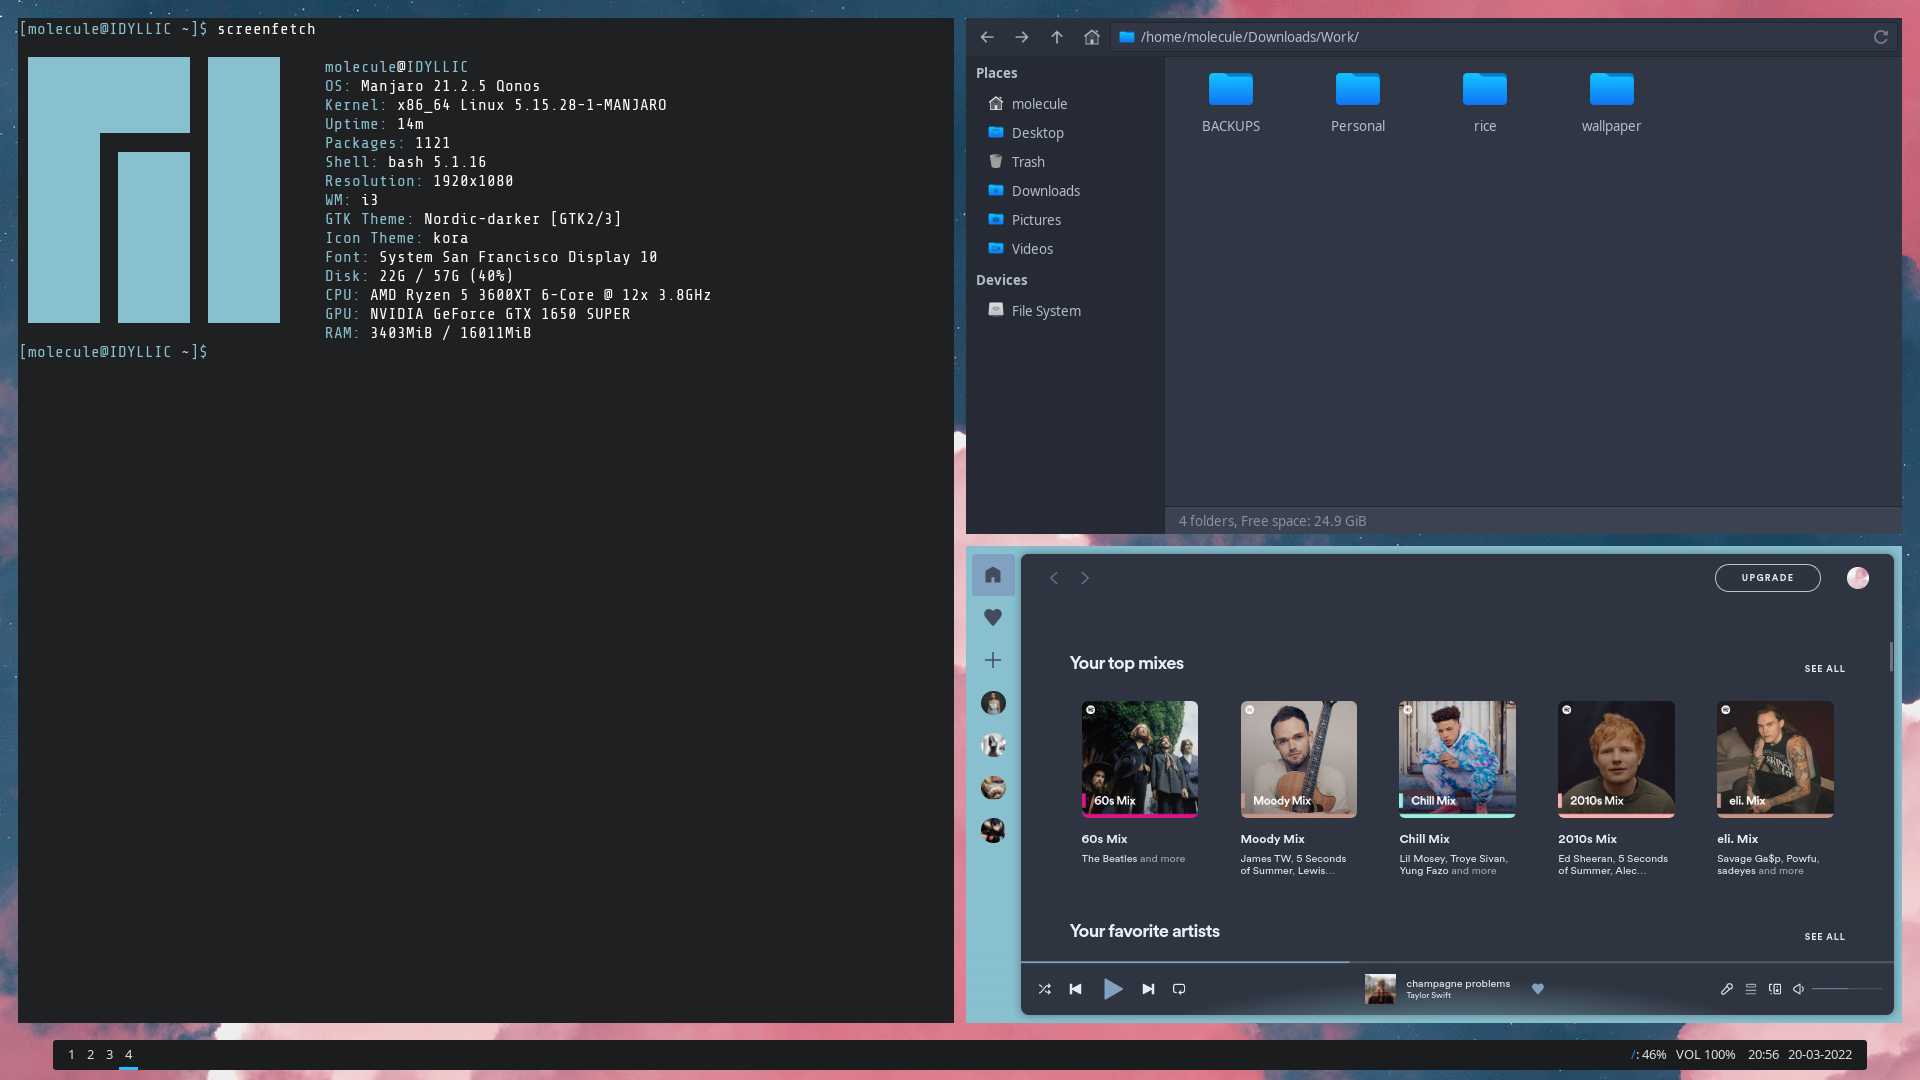 [molecule@IDYLLIC ~]$ screenfetch
molecule@IDYLLIC
OS: Manjaro 21.2.5 Qonos
Kernel: x86_64 Linux 5.15.28-1-MANJARO
Uptime: 14m
Packages: 1121
Shell: bash 5.1.16
Resolution: 1920x1080
WM: i3
GTK Theme: Nordic-darker [GTK2/3]
Icon Theme: kora
Font: System San Francisco Display 10
Disk: 22G / 57G (40%)
CPU: AMD Ryzen 5 3600XT 6-Core @ 12x 3.8GHz
GPU: NVIDIA GeForce GTX 1650 SUPER
RAM: 3403MiB / 16011MiB
[molecule@IDYLLIC ~]$
/home/molecule/Downloads/Work/
Places
molecule
Desktop
Trash
Downloads
Pictures
Videos
Devices
File System
BACKUPS
Personal
rice
wallpaper
4 folders, Free space: 24.9 GiB
UPGRADE
Your top mixes
SEE ALL
60s Mix
Moody Mix
Chill Mix
2010s Mix
eli. Mix
60s Mix
The Beatles and more
Moody Mix
James TW, 5 Seconds
of Summer, Lewis...
Chill Mix
Lil Mosey, Troye Sivan,
Yung Fazo and more
2010s Mix
Ed Sheeran, 5 Seconds
of Summer, Alec...
eli. Mix
Savage Ga$p, Powfu,
sadeyes and more
Your favorite artists
SEE ALL
champagne problems
Taylor Swift
1 2 3 4
/: 46% VOL 100% 20:56 20-03-2022